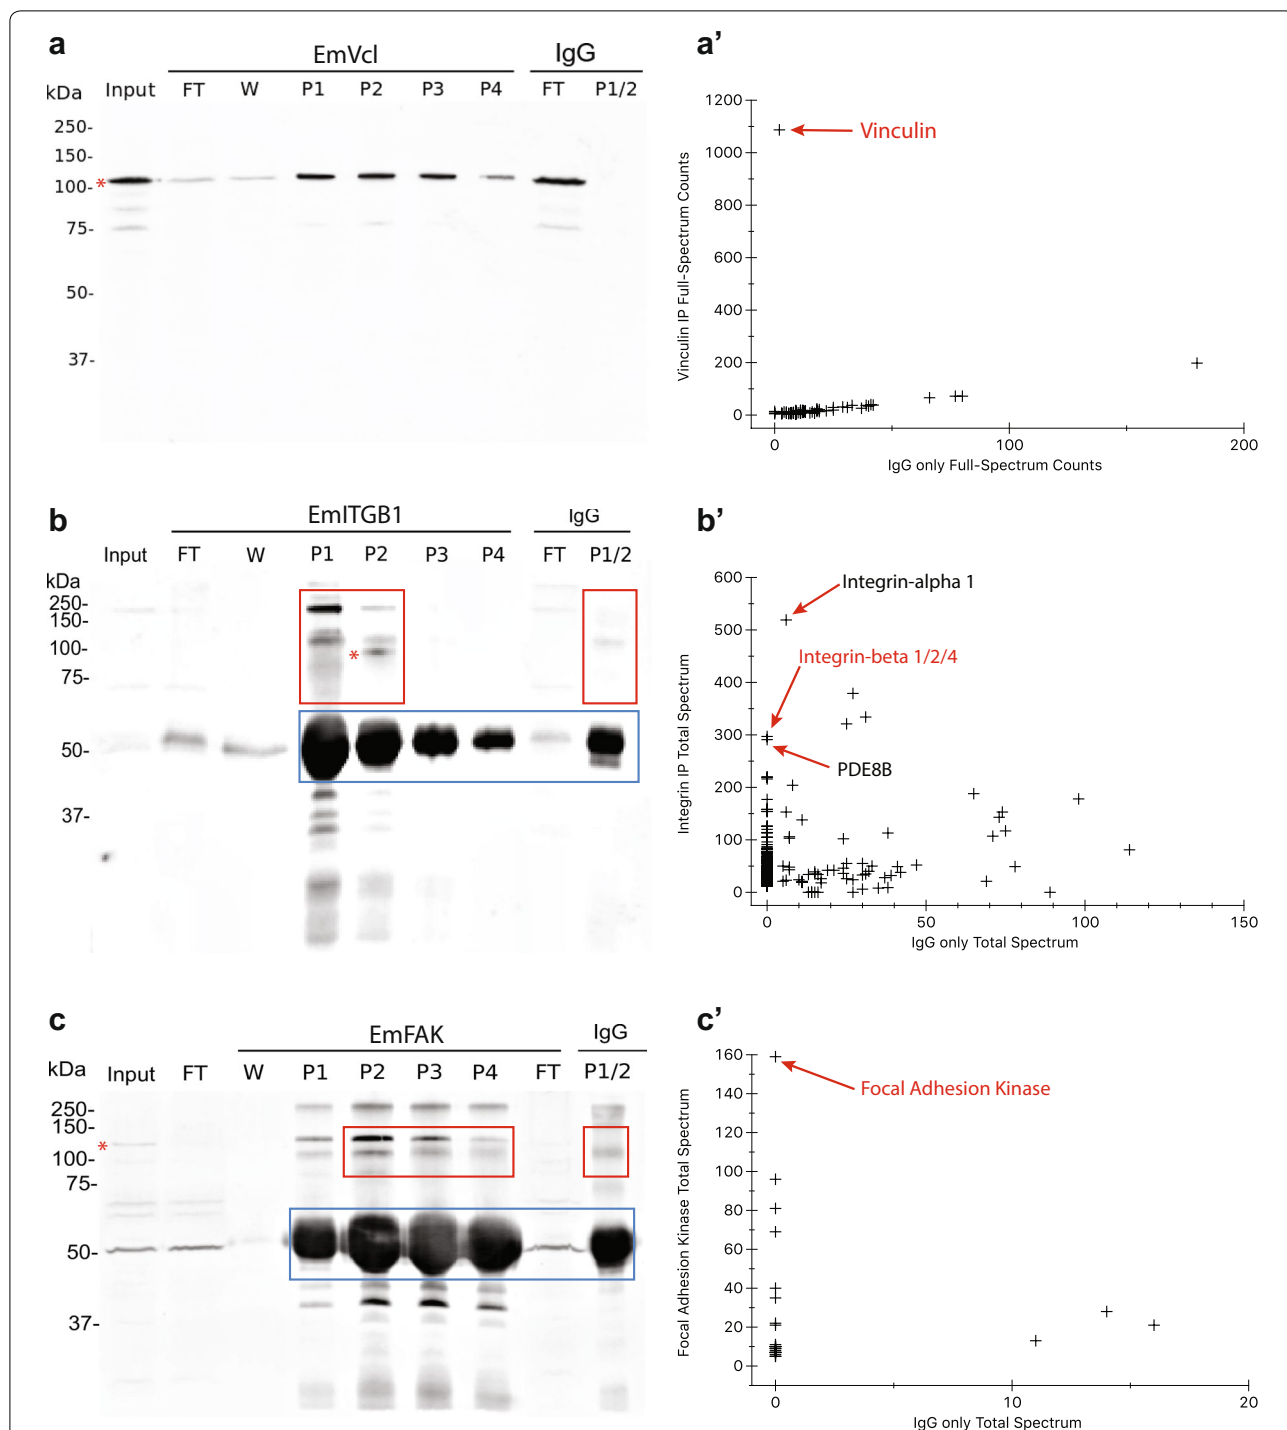 a
EmVcl
IgG
kDa Input FT W P1 P2 P3 P4 FT P1/2
250-
150-
*
100-
75-
50-
37-
a’
Vinculin
Vinculin IP Full-Spectrum Counts
1200
1000
800
600
400
200
0
0 100 200
IgG only Full-Spectrum Counts
b
EmITGB1
IgG
Input FT W P1 P2 P3 P4 FT P1/2
kDa
250-
150-
100-
*
75-
50-
37-
b’
Integrin-alpha 1
Integrin-beta 1/2/4
PDE8B
Integrin IP Total Spectrum
600
500
400
300
200
100
0
0 50 100 150
IgG only Total Spectrum
c
EmFAK
IgG
kDa Input FT W P1 P2 P3 P4 FT P1/2
250-
150-
*
100-
75-
50-
37-
c’
Focal Adhesion Kinase
Focal Adhesion Kinase Total Spectrum
160
140
120
100
80
60
40
20
0
0 10 20
IgG only Total Spectrum